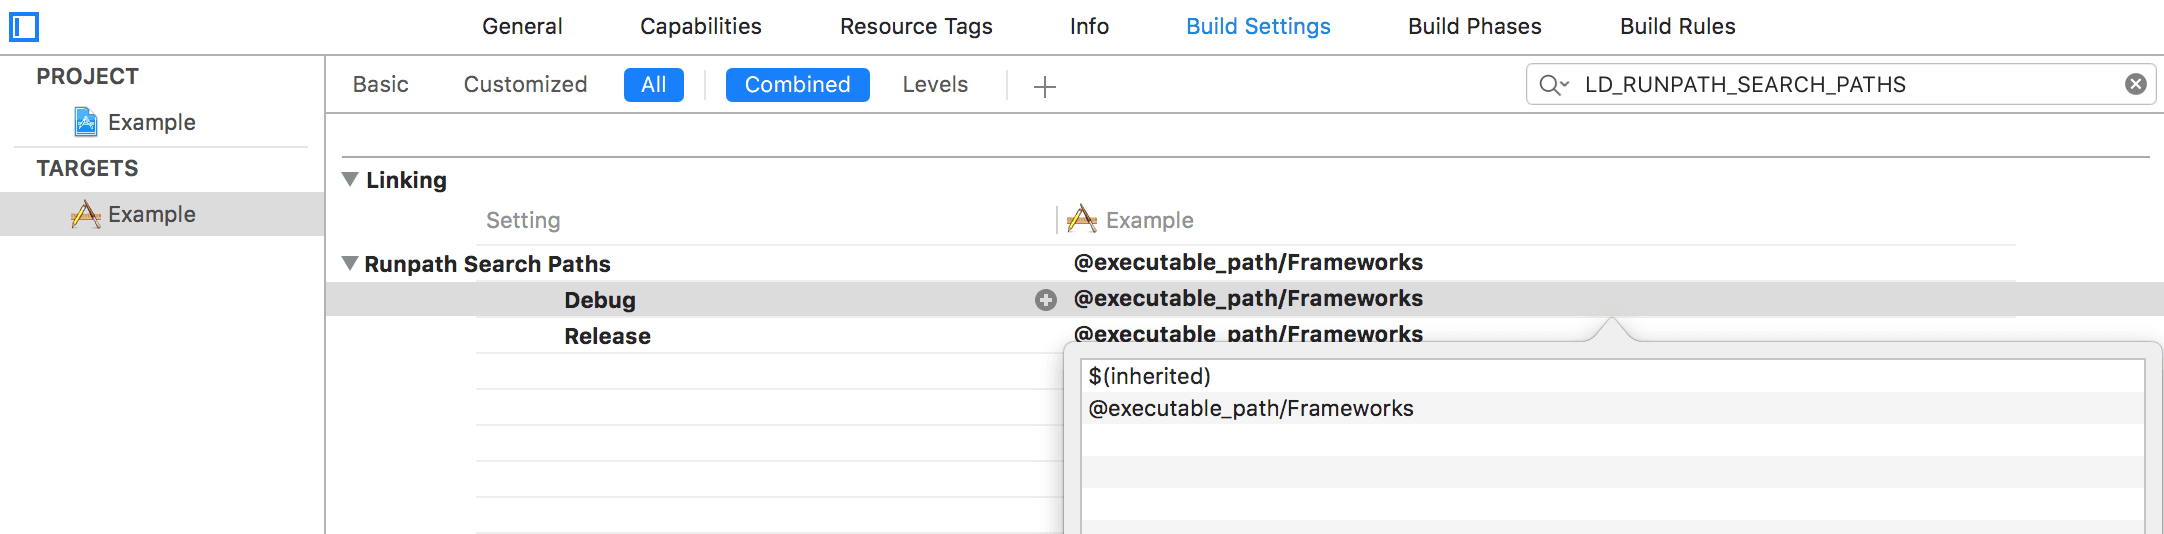 General Capabilities Resource Tags Info Build Settings Build Phases Build Rules
PROJECT
Example
TARGETS
Example
Basic Customized All Combined Levels LD_RUNPATH_SEARCH_PATHS
Linking
Setting Example
Runpath Search Paths @executable_path/Frameworks
Debug @executable_path/Frameworks
Release @executable_path/Frameworks
$(inherited)
@executable_path/Frameworks